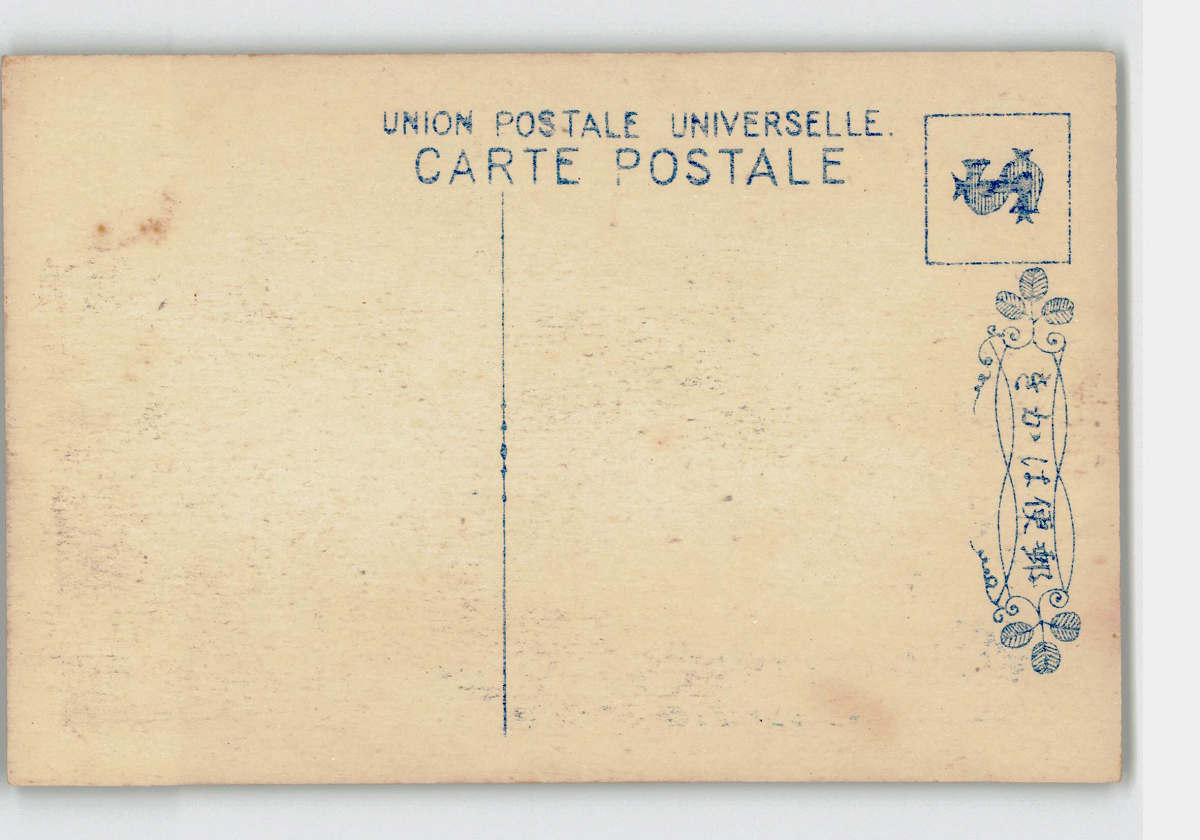 UNION POSTALE UNIVERSELLE.
CARTE POSTALE
郵便はかき